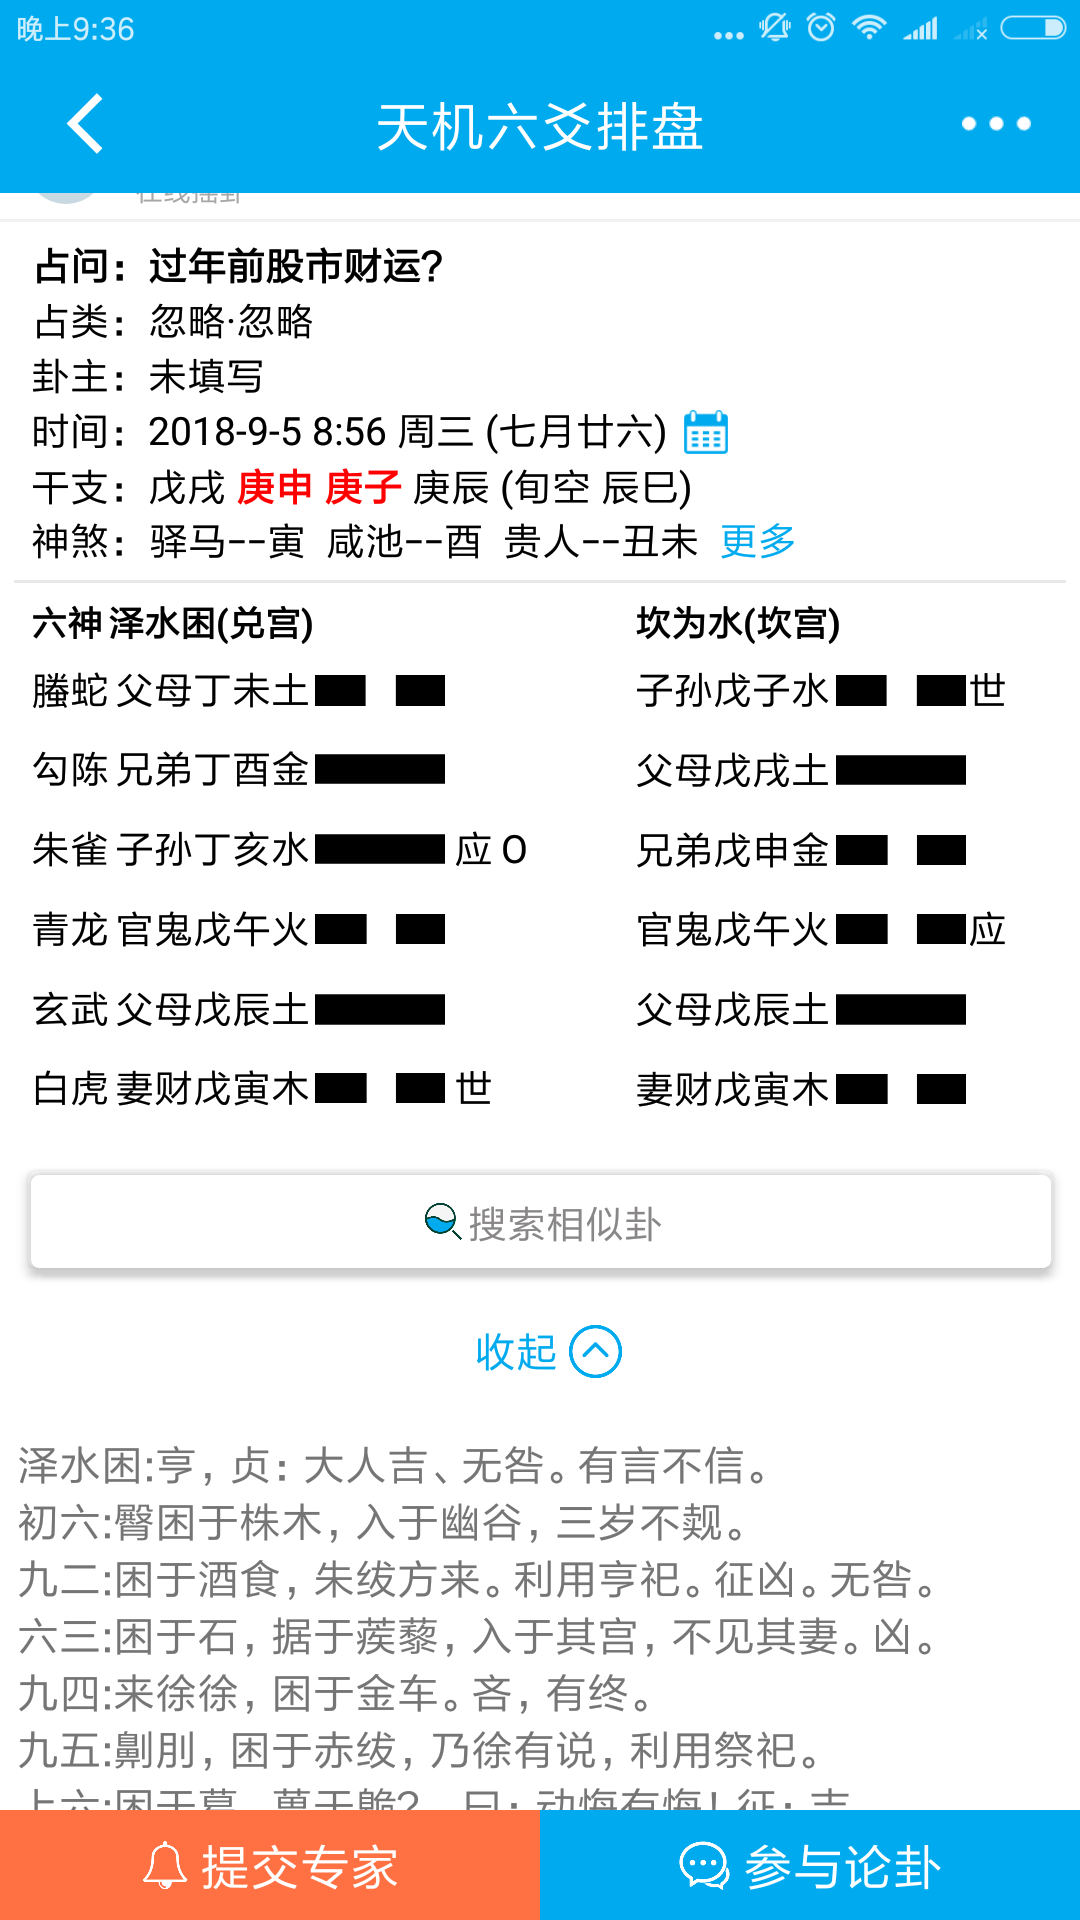 晚上9:36
天机六爻排盘
在线摇卦
占问：过年前股市财运?
占类：忽略·忽略
卦主：未填写
时间：2018-9-5 8:56 周三 (七月廿六)
干支：戊戌 庚申 庚子 庚辰 (旬空 辰巳)
神煞：驿马--寅 咸池--酉 贵人--丑未 更多
六神 泽水困(兑宫) 坎为水(坎宫)
螣蛇 父母丁未土 子孙戊子水 世
勾陈 兄弟丁酉金 父母戊戌土
朱雀 子孙丁亥水 应 O 兄弟戊申金
青龙 官鬼戊午火 官鬼戊午火 应
玄武 父母戊辰土 父母戊辰土
白虎 妻财戊寅木 世 妻财戊寅木
搜索相似卦
收起
泽水困:亨，贞：大人吉、无咎。有言不信。
初六:臀困于株木，入于幽谷，三岁不觌。
九二:困于酒食，朱绂方来。利用亨祀。征凶。无咎。
六三:困于石，据于蒺藜，入于其宫，不见其妻。凶。
九四:来徐徐，困于金车。吝，有终。
九五:劓刖，困于赤绂，乃徐有说，利用祭祀。
提交专家 参与论卦